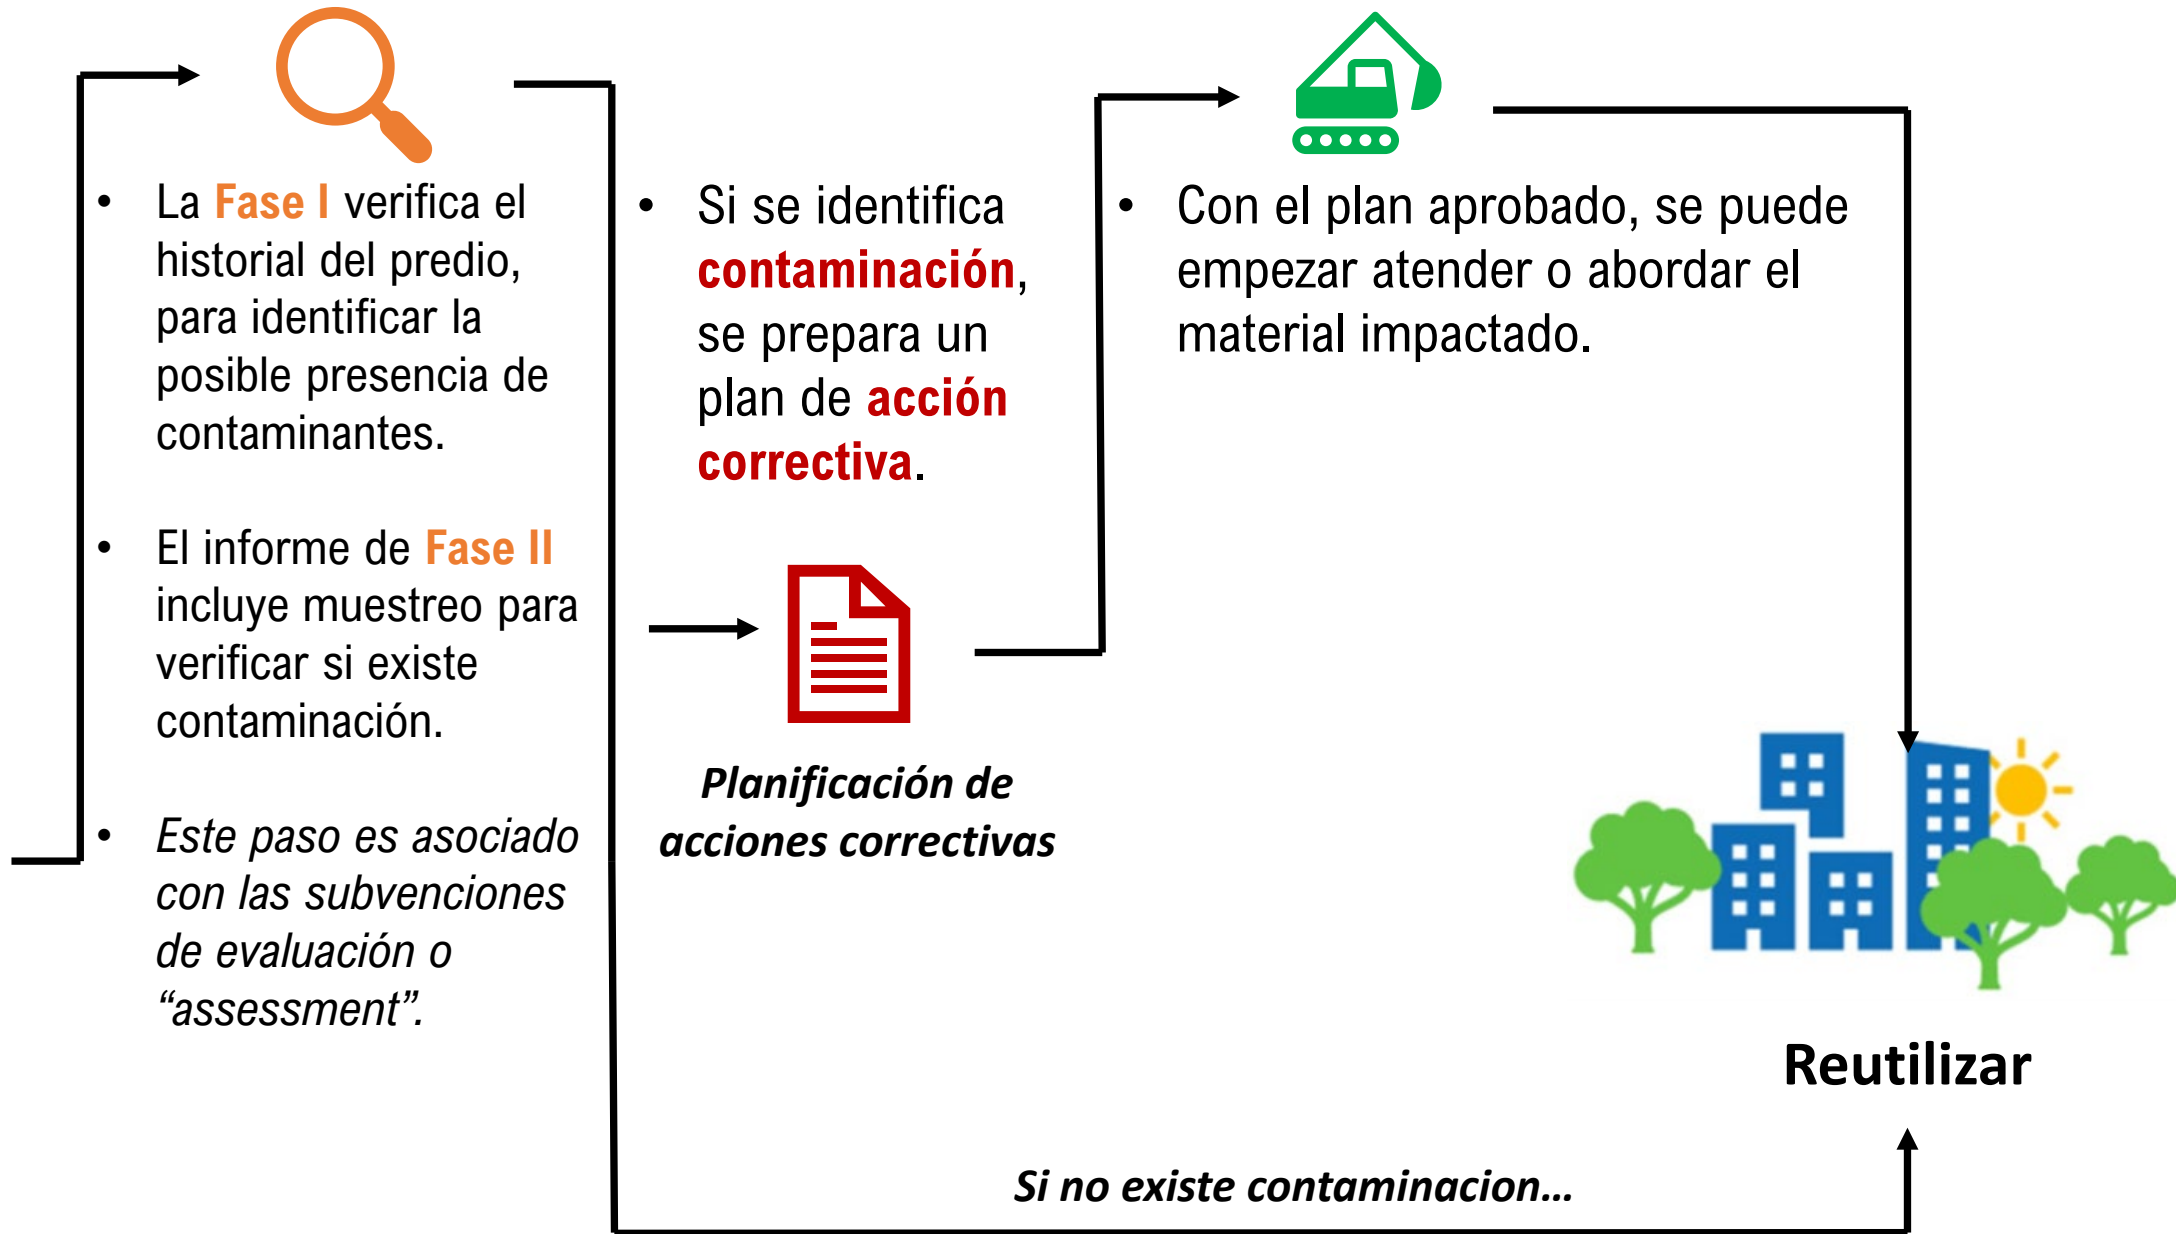 • La Fase I verifica el
historial del predio,
para identificar la
posible presencia de
contaminantes.
• El informe de Fase II
incluye muestreo para
verificar si existe
contaminación.
• Este paso es asociado
con las subvenciones
de evaluación o
“assessment”.
• Si se identifica
contaminación,
se prepara un
plan de acción
correctiva.
Planificación de
acciones correctivas
• Con el plan aprobado, se puede
empezar atender o abordar el
material impactado.
Reutilizar
Si no existe contaminacion...